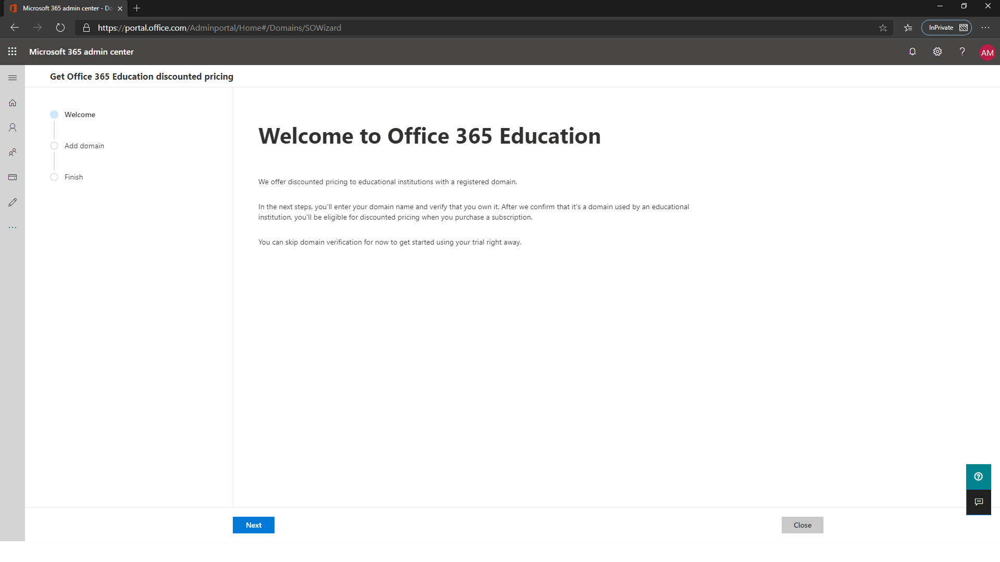 Microsoft 365 admin center - Do
https://portal.office.com/Adminportal/Home#/Domains/SOWizard
InPrivate
Microsoft 365 admin center
AM
Get Office 365 Education discounted pricing
Welcome
Add domain
Finish
Welcome to Office 365 Education
We offer discounted pricing to educational institutions with a registered domain.
In the next steps, you'll enter your domain name and verify that you own it. After we confirm that it's a domain used by an educational
institution, you'll be eligible for discounted pricing when you purchase a subscription.
You can skip domain verification for now to get started using your trial right away.
Next
Close